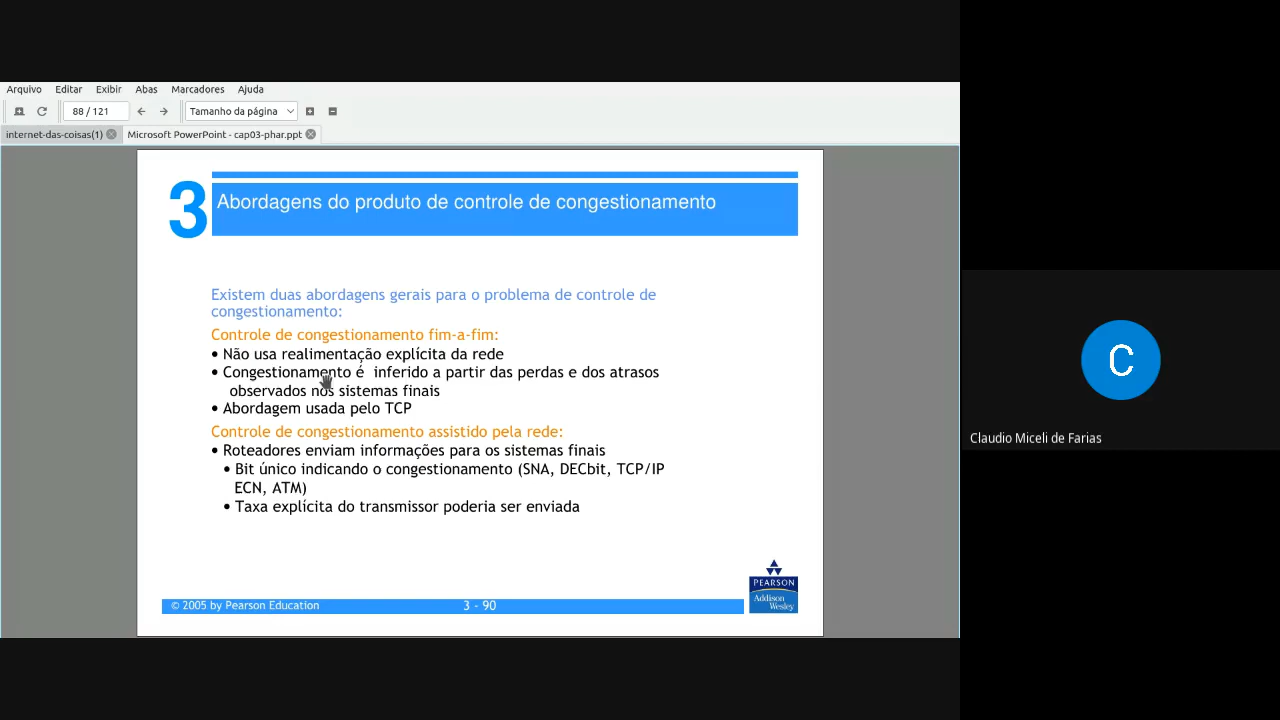 Arquivo Editar Exibir Abas Marcadores Ajuda
88 / 121 Tamanho da página
internet-das-coisas(1) Microsoft PowerPoint - cap03-phar.ppt
3 Abordagens do produto de controle de congestionamento
Existem duas abordagens gerais para o problema de controle de
congestionamento:
Controle de congestionamento fim-a-fim:
• Não usa realimentação explícita da rede
• Congestionamento é inferido a partir das perdas e dos atrasos
observados nos sistemas finais
• Abordagem usada pelo TCP
Controle de congestionamento assistido pela rede:
• Roteadores enviam informações para os sistemas finais
• Bit único indicando o congestionamento (SNA, DECbit, TCP/IP
ECN, ATM)
• Taxa explícita do transmissor poderia ser enviada
PEARSON
Addison
Wesley
© 2005 by Pearson Education 3 - 90
C
Claudio Miceli de Farias